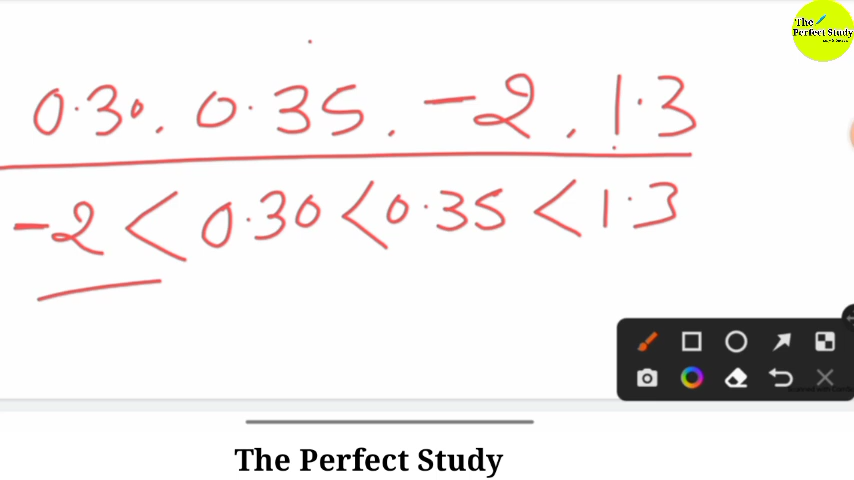 The
Perfect Study
0.30, 0.35, -2, 1.3
-2 < 0.30 < 0.35 < 1.3
The Perfect Study